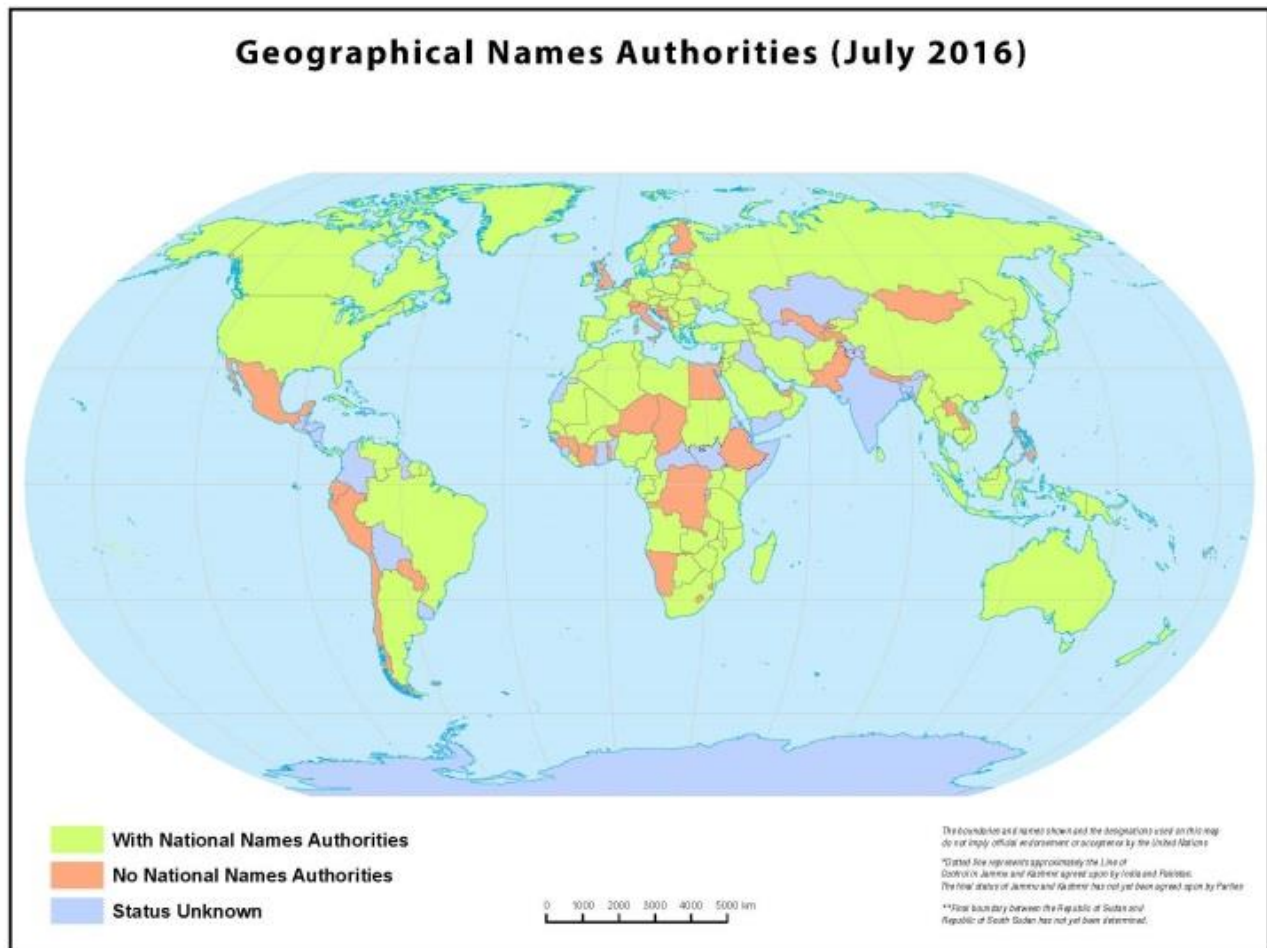 Geographical Names Authorities (July 2016)
With National Names Authorities
No National Names Authorities
Status Unknown
0 1000 2000 3000 4000 5000 km
The boundaries and names shown and the designations used on this map
do not imply official endorsement or acceptance by the United Nations
*Dotted line represents approximately the Line of
Control in Jammu and Kashmir agreed upon by India and Pakistan.
The final status of Jammu and Kashmir has not yet been agreed upon by Parties
**Final boundary between the Republic of Sudan and
Republic of South Sudan has not yet been determined.